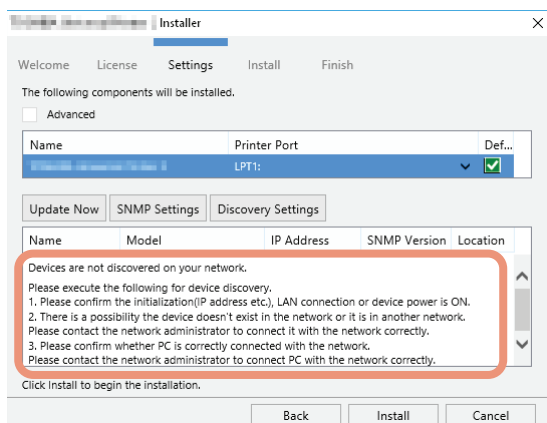 Installer
Welcome License Settings Install Finish
The following components will be installed.
Advanced
Name Printer Port Def...
LPT1:
Update Now SNMP Settings Discovery Settings
Name Model IP Address SNMP Version Location
Devices are not discovered on your network.
Please execute the following for device discovery.
1. Please confirm the initialization(IP address etc.), LAN connection or device power is ON.
2. There is a possibility the device doesn't exist in the network or it is in another network.
Please contact the network administrator to connect it with the network correctly.
3. Please confirm whether PC is correctly connected with the network.
Please contact the network administrator to connect PC with the network correctly.
Click Install to begin the installation.
Back Install Cancel